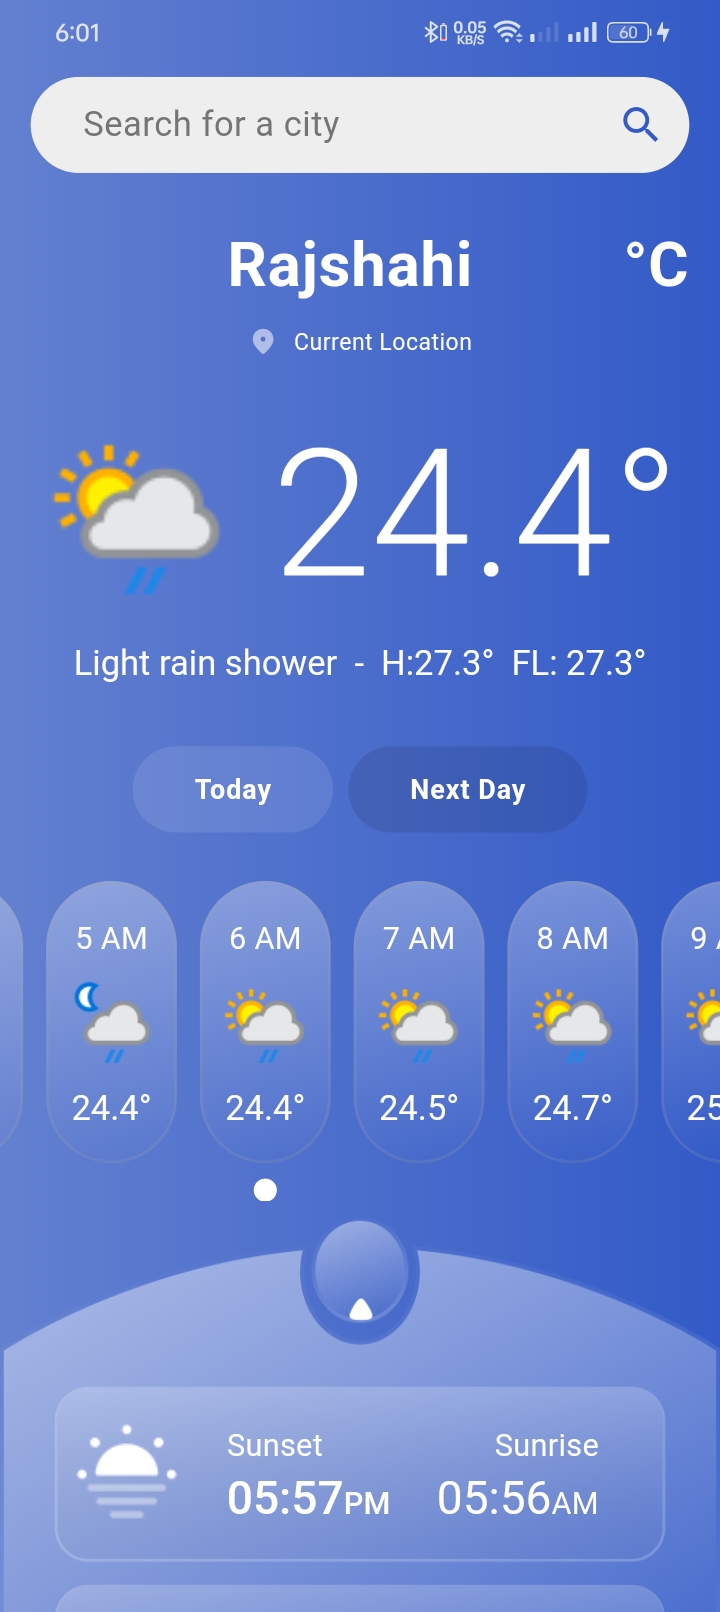 6:01 0.05 KB/S 60
Search for a city
Rajshahi °C
Current Location
24.4°
Light rain shower - H:27.3° FL: 27.3°
Today Next Day
5 AM 6 AM 7 AM 8 AM 9
24.4° 24.4° 24.5° 24.7° 25
Sunset Sunrise
05:57PM 05:56AM